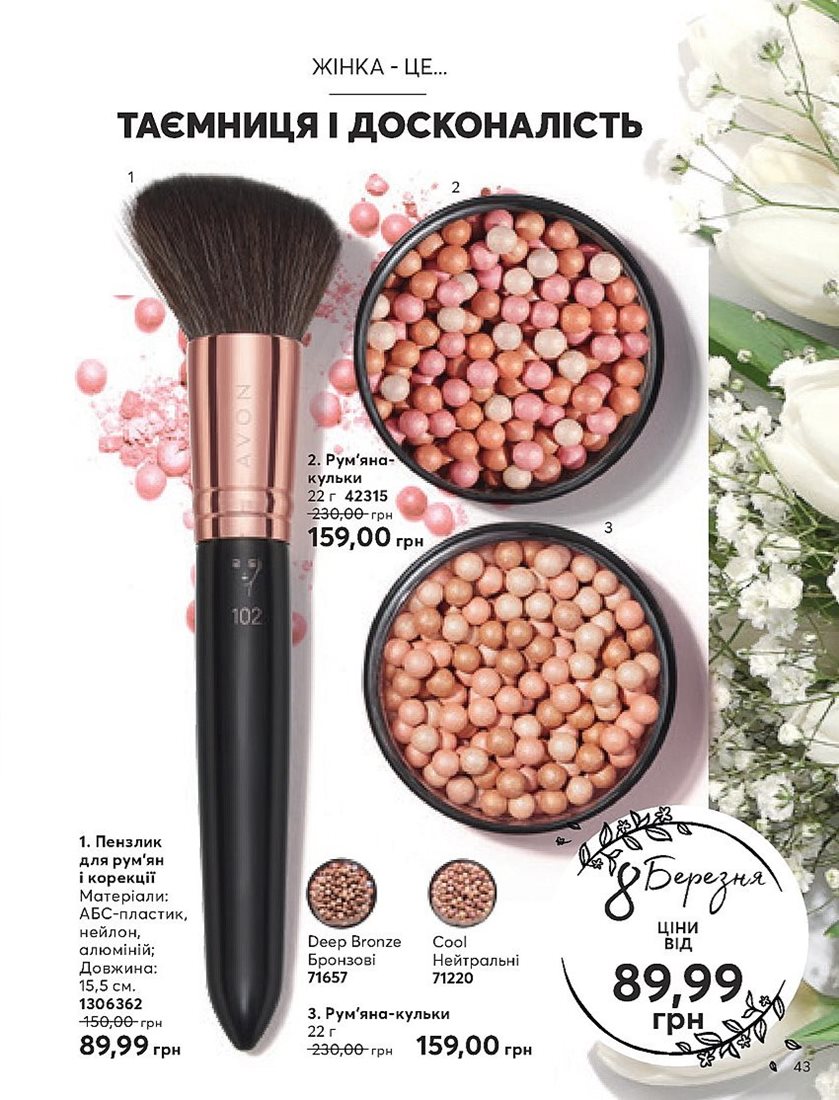 ЖІНКА - ЦЕ...
ТАЄМНИЦЯ І ДОСКОНАЛІСТЬ
1
2
AVON
102
2. Рум'яна-
кульки
22 г 42315
230,00 грн
159,00 грн
3
1. Пензлик
для рум'ян
і корекції
Матеріали:
АБС-пластик,
нейлон,
алюміній;
Довжина:
15,5 см.
1306362
150,00 грн
89,99 грн
Deep Bronze
Бронзові
71657
Cool
Нейтральні
71220
3. Рум'яна-кульки
22 г
230,00 грн 159,00 грн
8 Березня
ЦІНИ
ВІД
89,99
грн
43